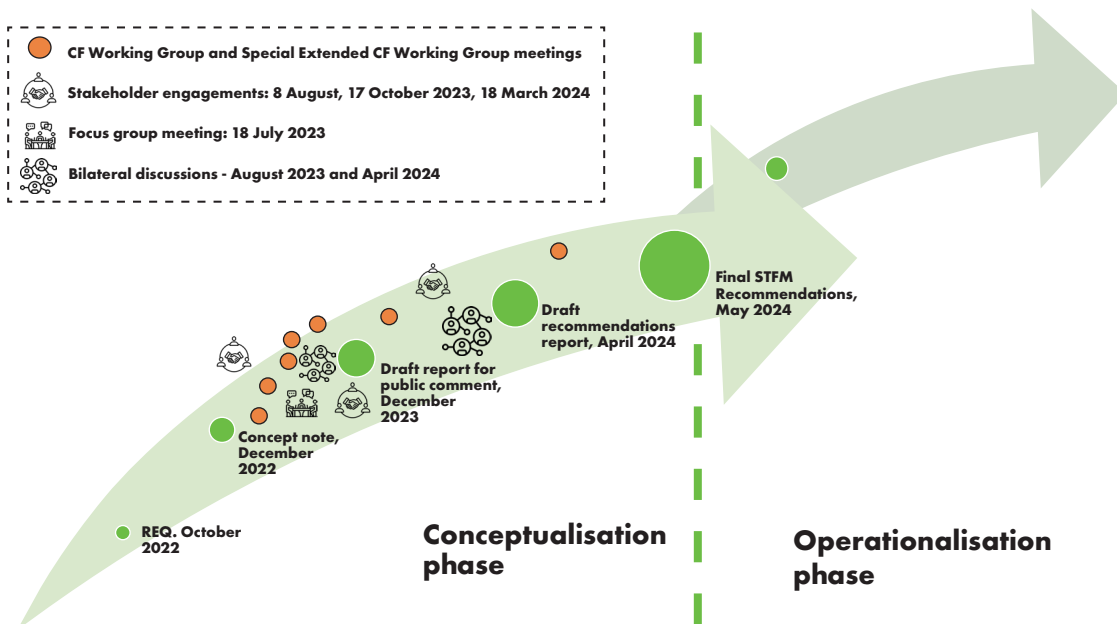 CF Working Group and Special Extended CF Working Group meetings
Stakeholder engagements: 8 August, 17 October 2023, 18 March 2024
Focus group meeting: 18 July 2023
Bilateral discussions - August 2023 and April 2024
Final STFM
Recommendations,
May 2024
Draft
recommendations
report, April 2024
Draft report for
public comment,
December
2023
Concept note,
December
2022
REQ. October
2022
Conceptualisation
phase
Operationalisation
phase